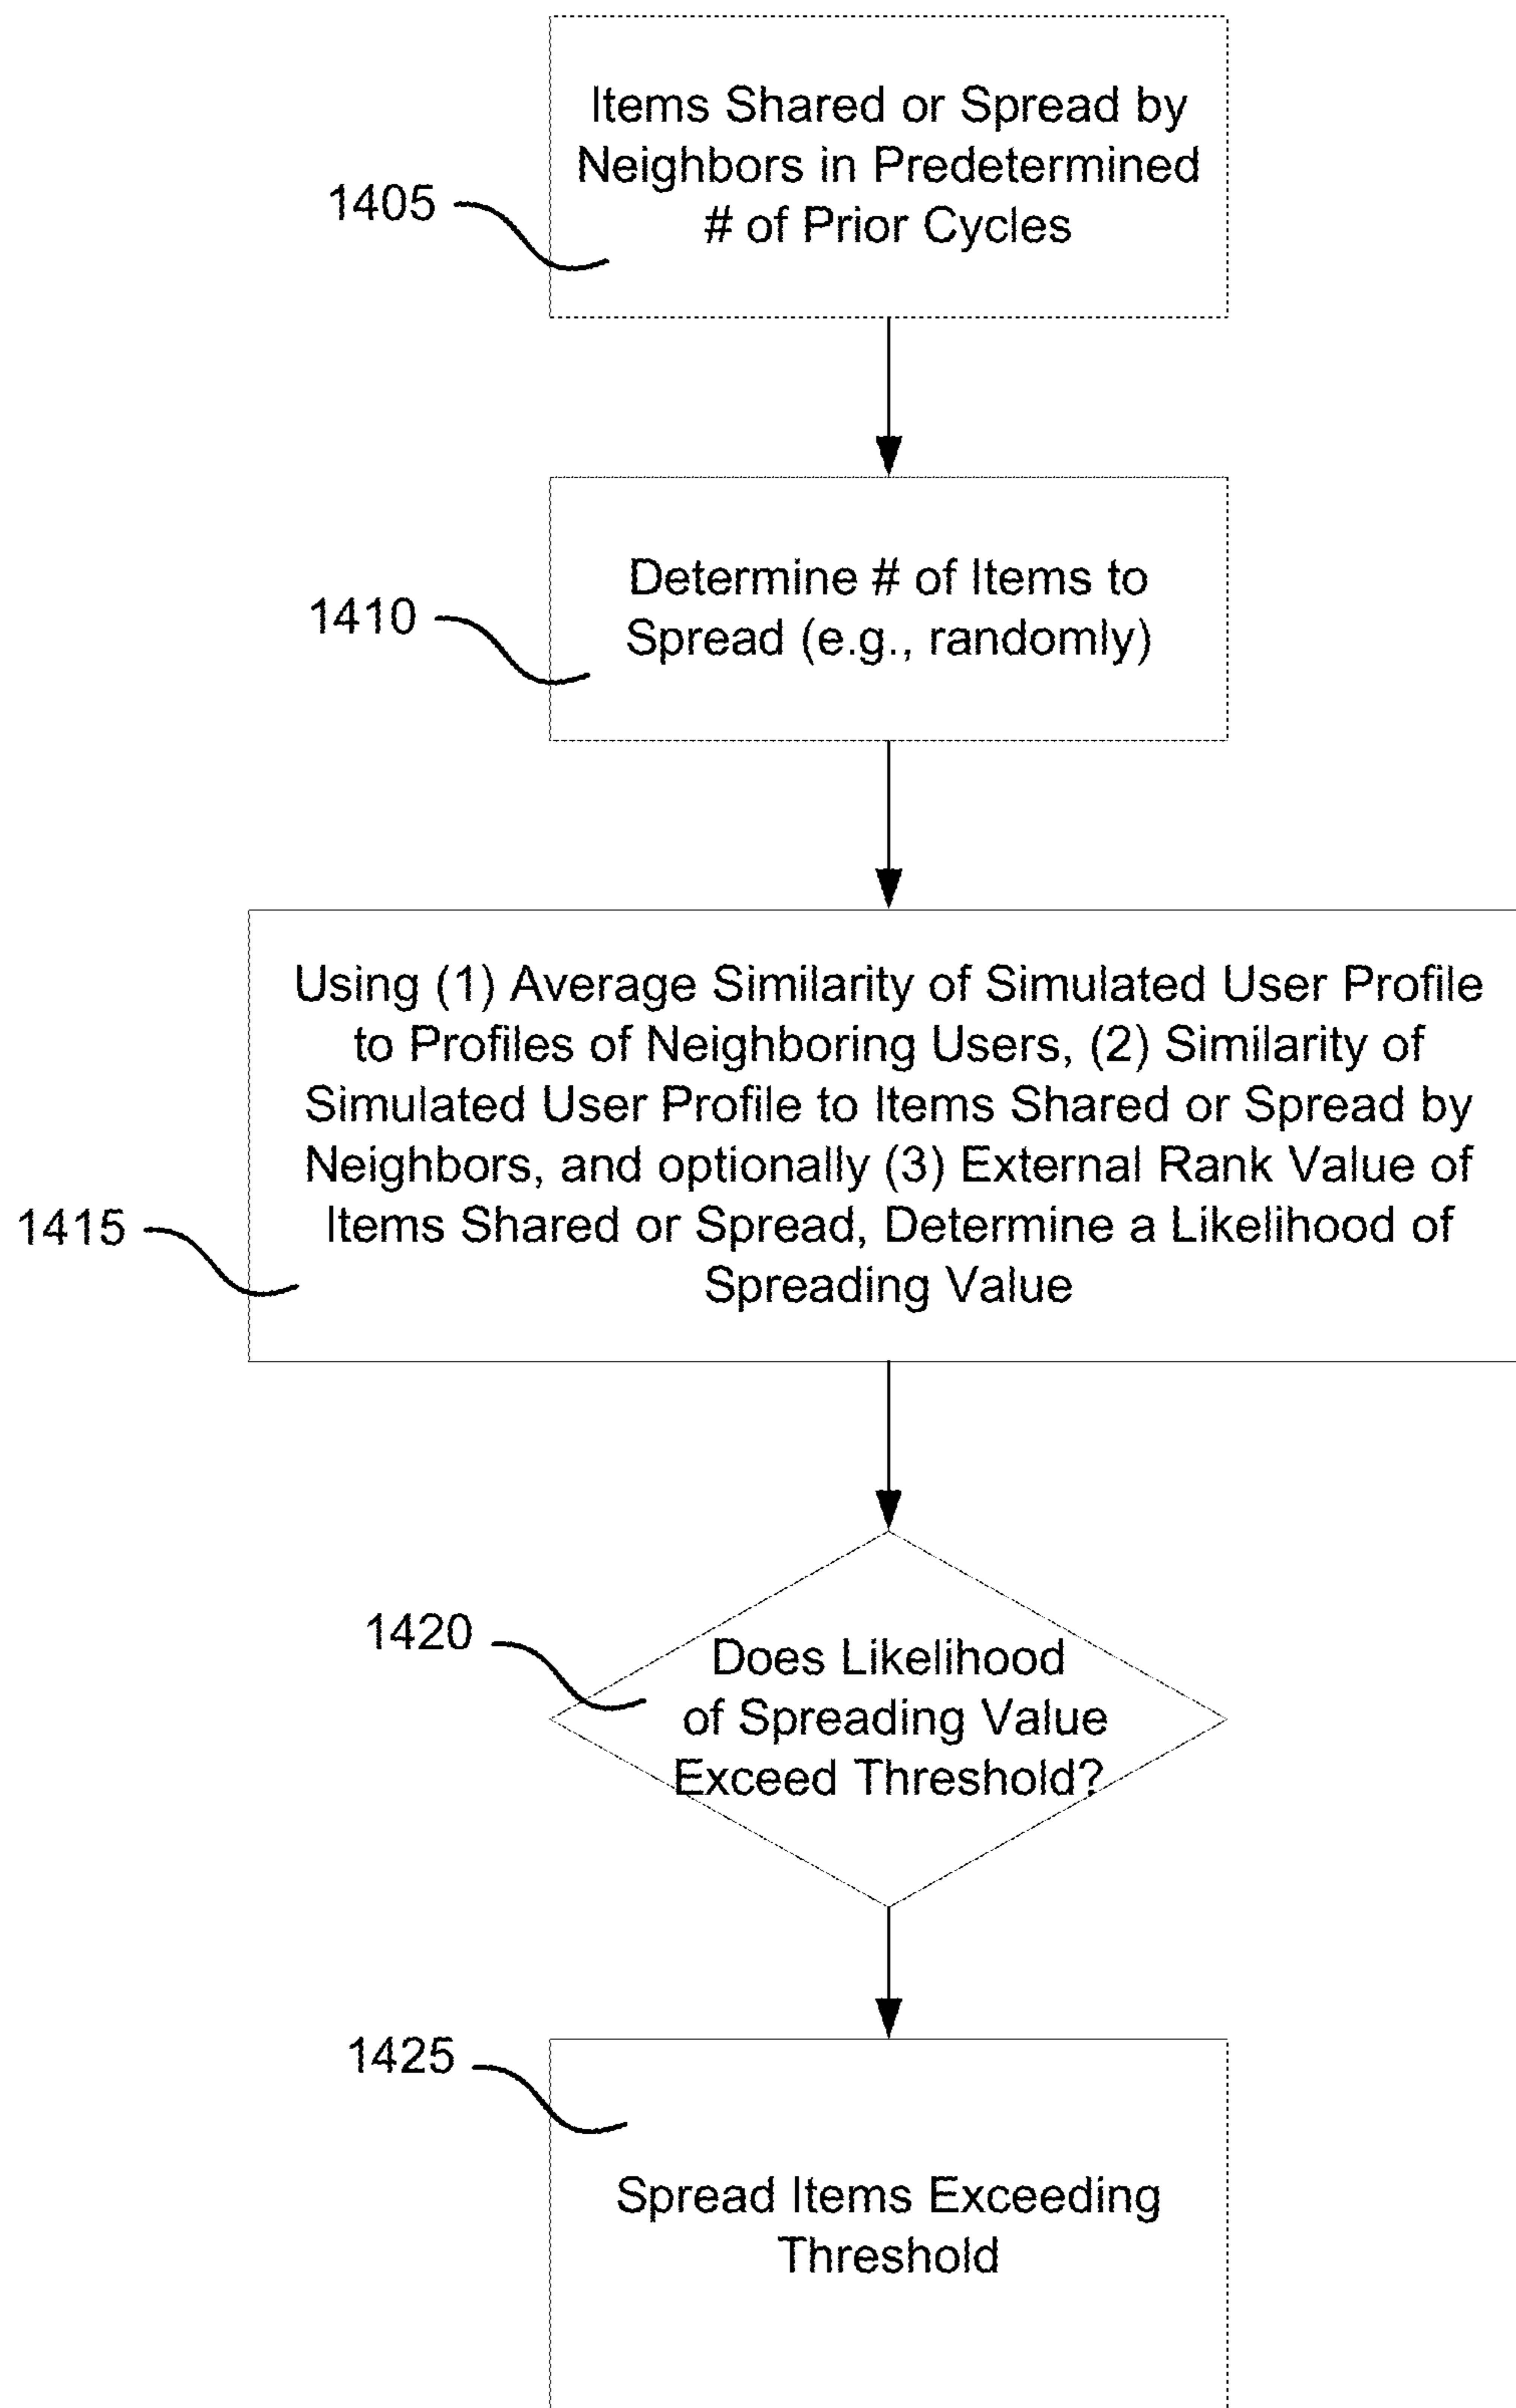 Items Shared or Spread by
Neighbors in Predetermined
# of Prior Cycles
1405
Determine # of Items to
Spread (e.g., randomly)
1410
Using (1) Average Similarity of Simulated User Profile
to Profiles of Neighboring Users, (2) Similarity of
Simulated User Profile to Items Shared or Spread by
Neighbors, and optionally (3) External Rank Value of
Items Shared or Spread, Determine a Likelihood of
Spreading Value
1415
Does Likelihood
of Spreading Value
Exceed Threshold?
1420
1425
Spread Items Exceeding
Threshold